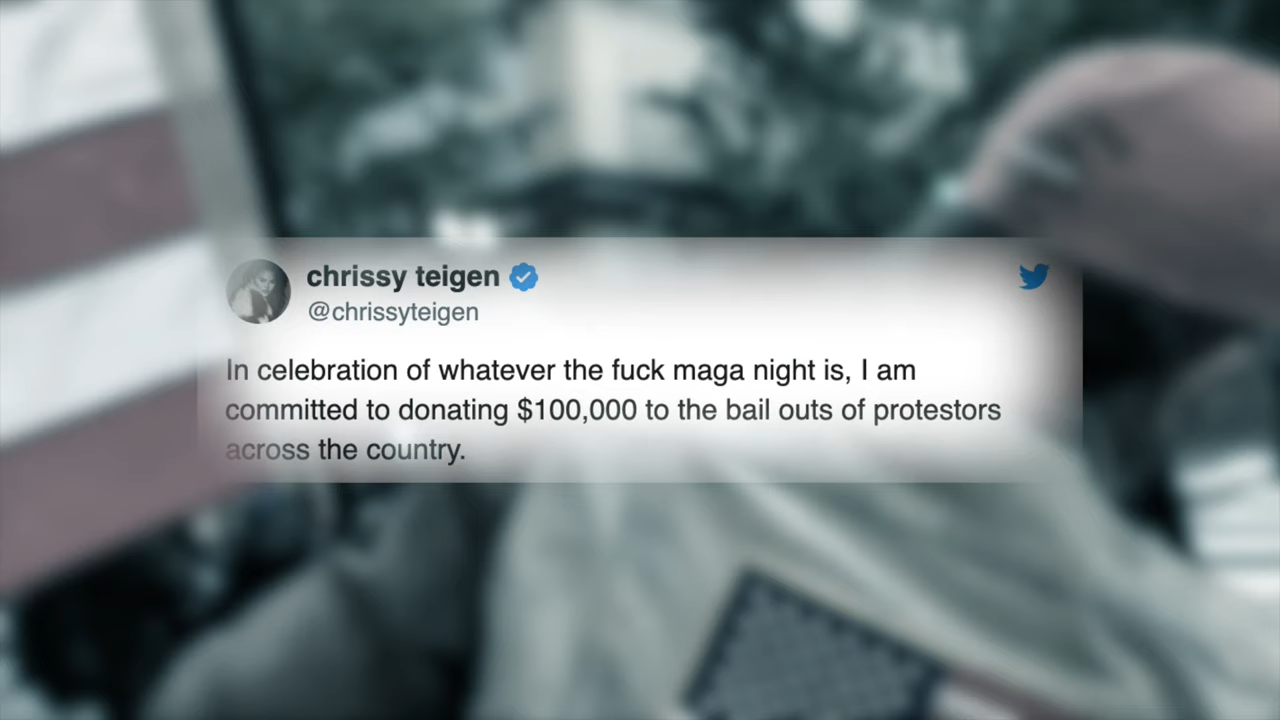 chrissy teigen
@chrissyteigen
In celebration of whatever the fuck maga night is, I am
committed to donating $100,000 to the bail outs of protestors
across the country.